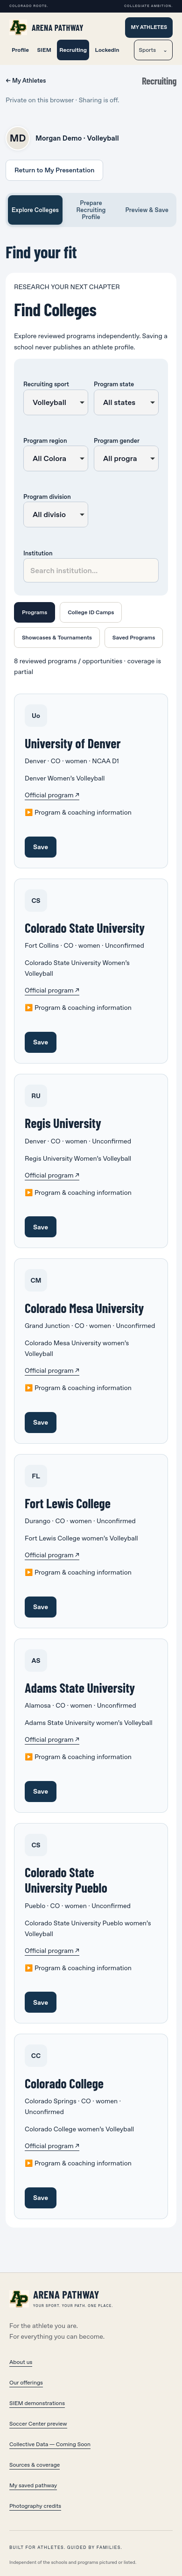 COLORADO ROOTS.
COLLEGIATE AMBITION.
Ap
ARENA PATHWAY
MY ATHLETES
Profile
SIEM
Recruiting
LockedIn
Sports
← My Athletes
Recruiting
Private on this browser · Sharing is off.
MD
Morgan Demo · Volleyball
Return to My Presentation
Explore Colleges
Prepare
Recruiting
Profile
Preview & Save
Find your fit
RESEARCH YOUR NEXT CHAPTER
Find Colleges
Explore reviewed programs independently. Saving a
school never publishes an athlete profile.
Recruiting sport
Program state
Volleyball
All states
Program region
Program gender
All Colora
All progra
Program division
All divisio
Institution
Search institution...
Programs
College ID Camps
Showcases & Tournaments
Saved Programs
8 reviewed programs / opportunities · coverage is
partial
Uo
University of Denver
Denver · CO · women · NCAA D1
Denver Women's Volleyball
Official program ↗
▶ Program & coaching information
Save
CS
Colorado State University
Fort Collins · CO · women · Unconfirmed
Colorado State University Women's
Volleyball
Official program ↗
▶ Program & coaching information
Save
RU
Regis University
Denver · CO · women · Unconfirmed
Regis University Women's Volleyball
Official program ↗
▶ Program & coaching information
Save
CM
Colorado Mesa University
Grand Junction · CO · women · Unconfirmed
Colorado Mesa University women's
Volleyball
Official program ↗
▶ Program & coaching information
Save
FL
Fort Lewis College
Durango · CO · women · Unconfirmed
Fort Lewis College women's Volleyball
Official program ↗
▶ Program & coaching information
Save
AS
Adams State University
Alamosa · CO · women · Unconfirmed
Adams State University women's Volleyball
Official program ↗
▶ Program & coaching information
Save
CS
Colorado State
University Pueblo
Pueblo · CO · women · Unconfirmed
Colorado State University Pueblo women's
Volleyball
Official program ↗
▶ Program & coaching information
Save
CC
Colorado College
Colorado Springs · CO · women ·
Unconfirmed
Colorado College women's Volleyball
Official program ↗
▶ Program & coaching information
Save
Ap
ARENA PATHWAY
YOUR SPORT. YOUR PATH. ONE PLACE.
For the athlete you are.
For everything you can become.
About us
Our offerings
SIEM demonstrations
Soccer Center preview
Collective Data — Coming Soon
Sources & coverage
My saved pathway
Photography credits
BUILT FOR ATHLETES. GUIDED BY FAMILIES.
Independent of the schools and programs pictured or listed.